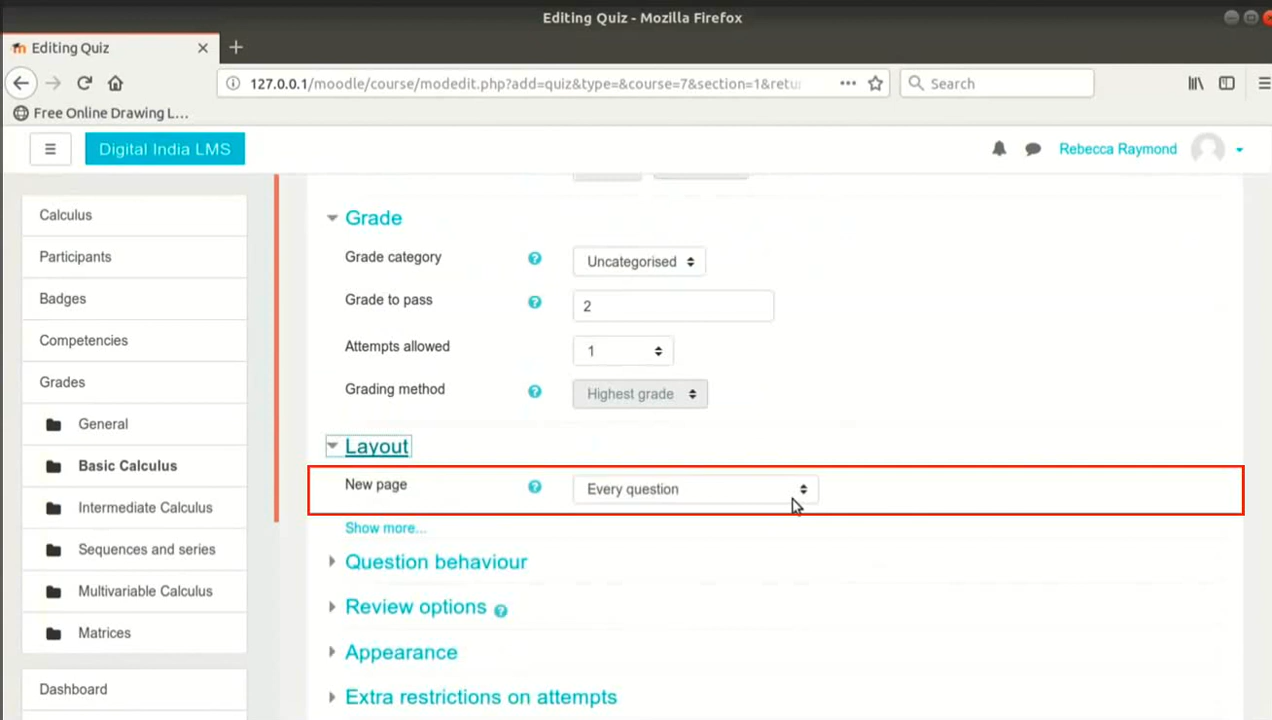 Editing Quiz - Mozilla Firefox
Editing Quiz
127.0.0.1/moodle/course/modedit.php?add=quiz&type=&course=7&section=1&retu
Search
Free Online Drawing L...
Digital India LMS
Rebecca Raymond
Calculus
Participants
Badges
Competencies
Grades
General
Basic Calculus
Intermediate Calculus
Sequences and series
Multivariable Calculus
Matrices
Dashboard
Grade
Grade category ? Uncategorised
Grade to pass ? 2
Attempts allowed 1
Grading method ? Highest grade
Layout
New page ? Every question
Show more...
Question behaviour
Review options ?
Appearance
Extra restrictions on attempts